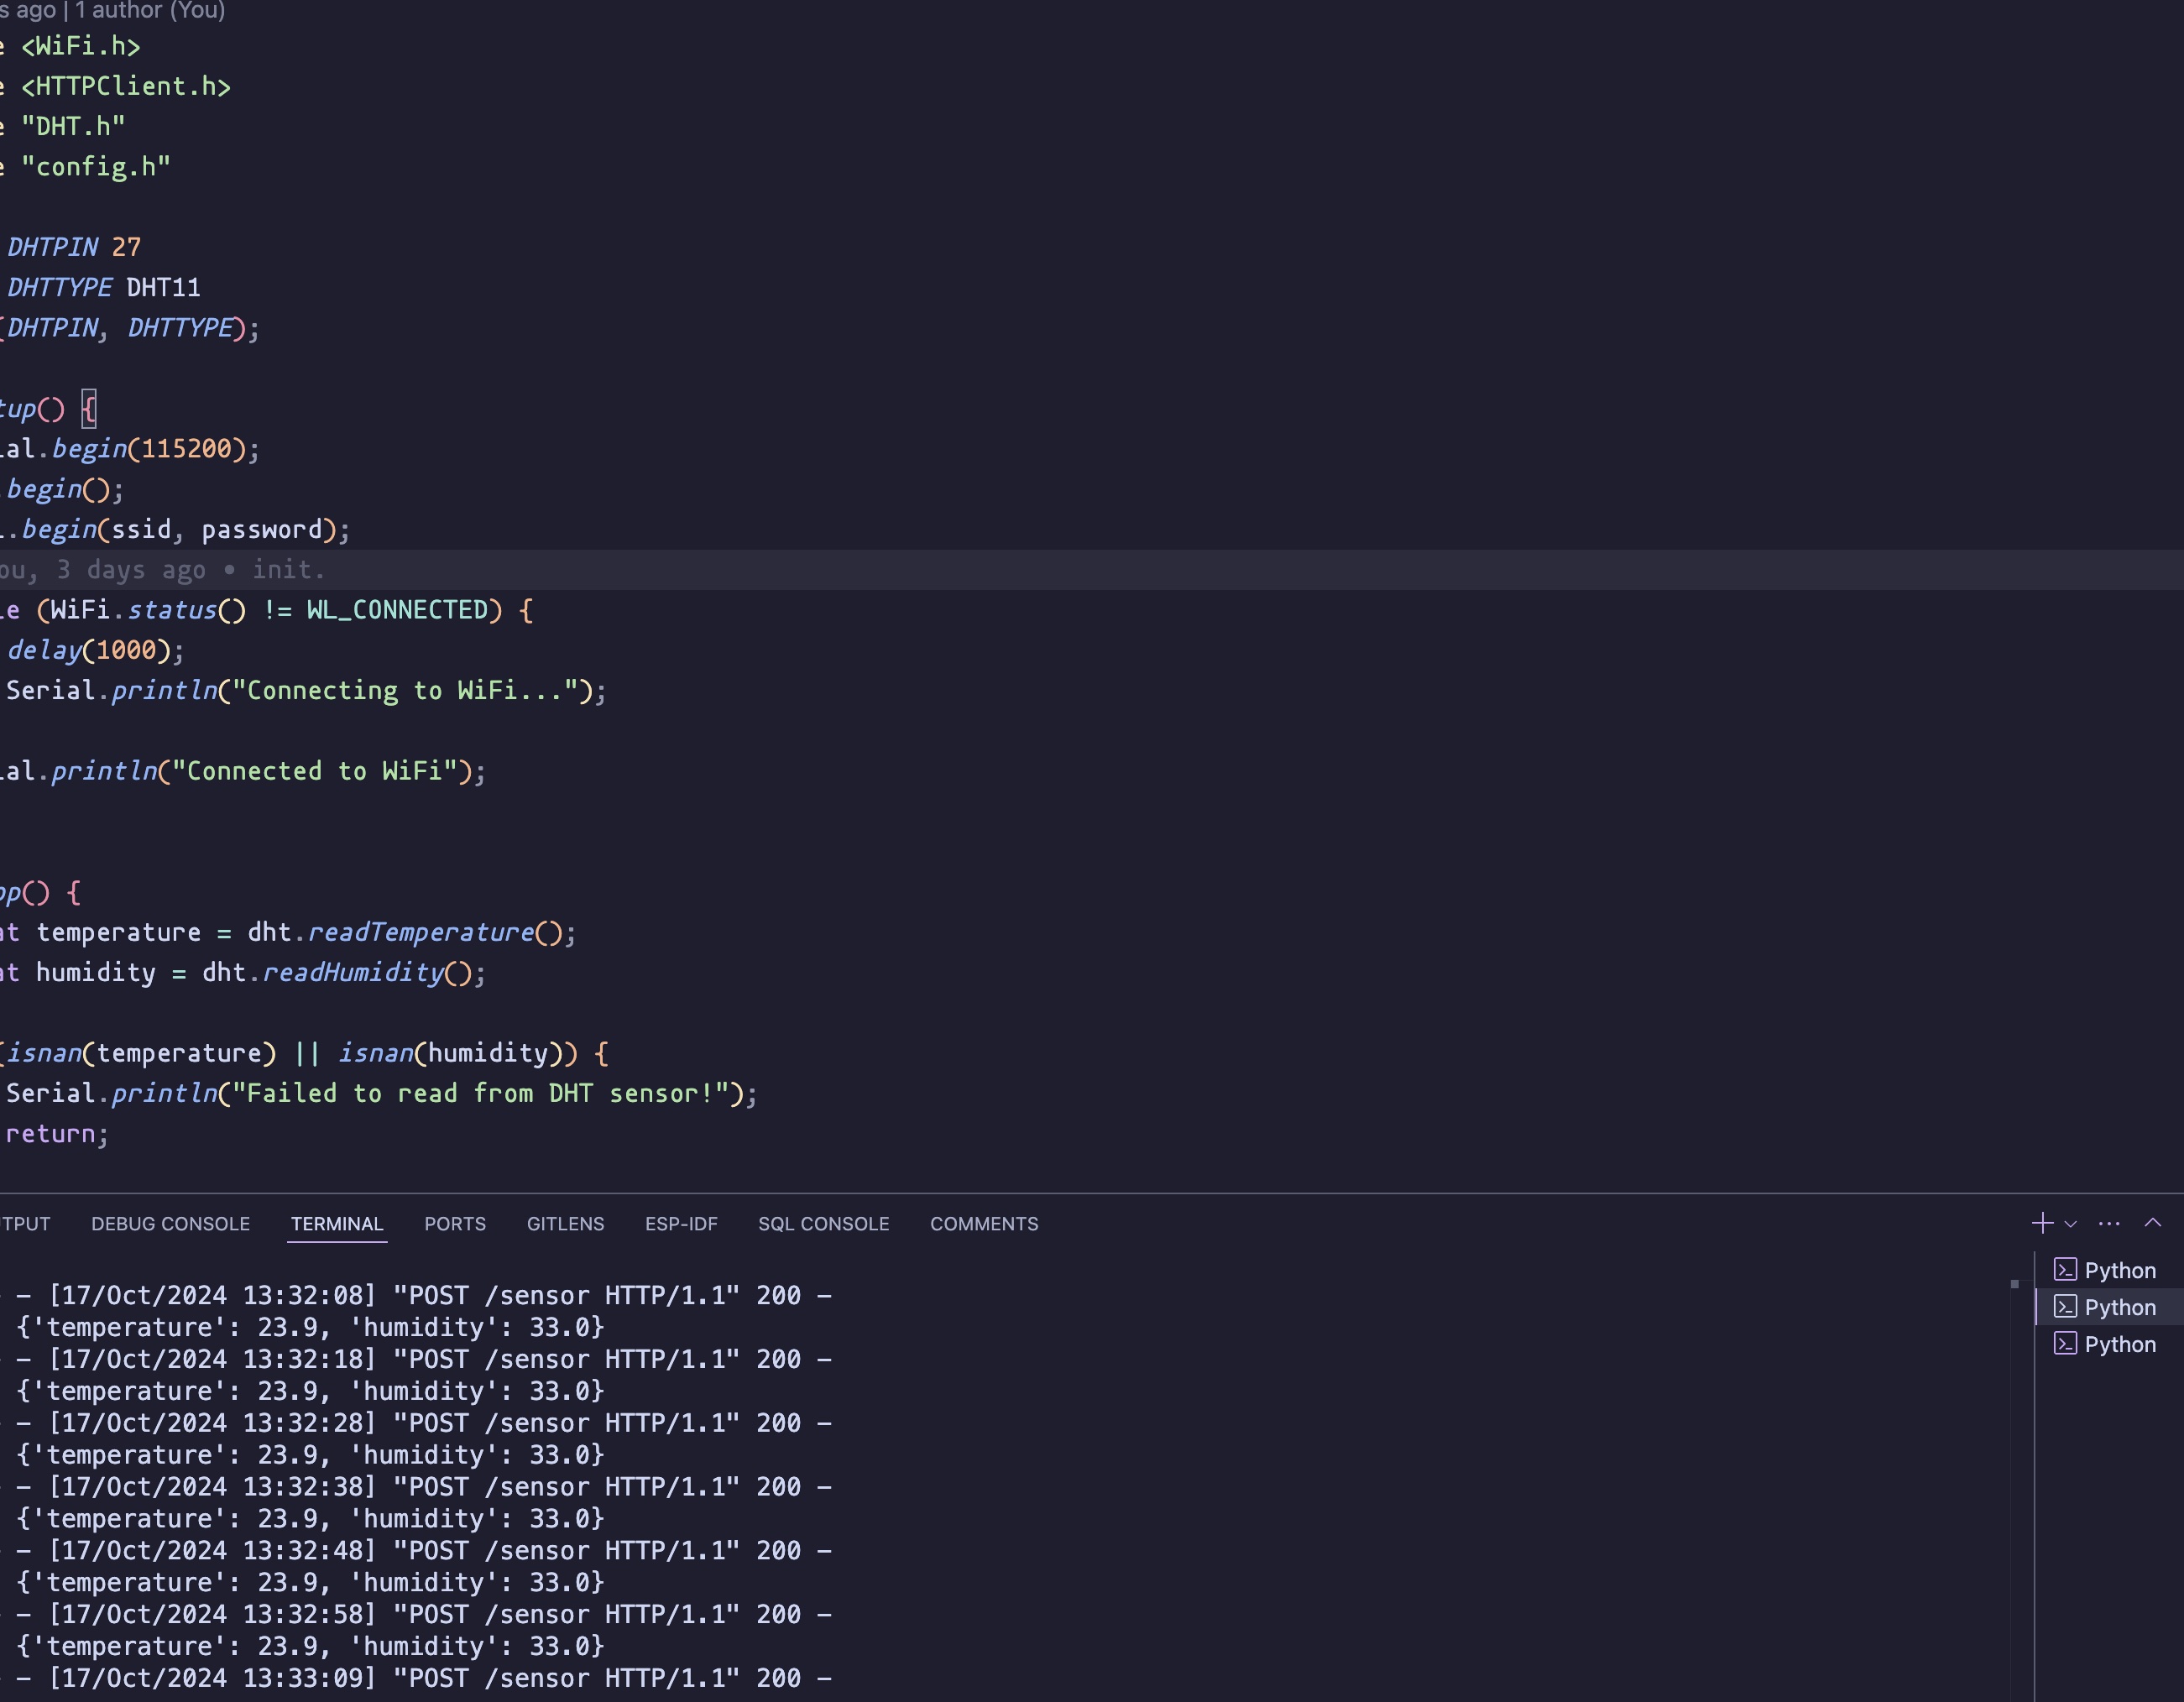 s ago | 1 author (You)
e <WiFi.h>
e <HTTPClient.h>
e "DHT.h"
e "config.h"
DHTPIN 27
DHTTYPE DHT11
(DHTPIN, DHTTYPE);
tup() {
ial.begin(115200);
.begin();
i.begin(ssid, password);
ou, 3 days ago • init.
le (WiFi.status() != WL_CONNECTED) {
delay(1000);
Serial.println("Connecting to WiFi...");
ial.println("Connected to WiFi");
op() {
at temperature = dht.readTemperature();
at humidity = dht.readHumidity();
(isnan(temperature) || isnan(humidity)) {
Serial.println("Failed to read from DHT sensor!");
return;
TPUT DEBUG CONSOLE TERMINAL PORTS GITLENS ESP-IDF SQL CONSOLE COMMENTS
- [17/Oct/2024 13:32:08] "POST /sensor HTTP/1.1" 200 -
{'temperature': 23.9, 'humidity': 33.0}
- [17/Oct/2024 13:32:18] "POST /sensor HTTP/1.1" 200 -
{'temperature': 23.9, 'humidity': 33.0}
- [17/Oct/2024 13:32:28] "POST /sensor HTTP/1.1" 200 -
{'temperature': 23.9, 'humidity': 33.0}
- [17/Oct/2024 13:32:38] "POST /sensor HTTP/1.1" 200 -
{'temperature': 23.9, 'humidity': 33.0}
- [17/Oct/2024 13:32:48] "POST /sensor HTTP/1.1" 200 -
{'temperature': 23.9, 'humidity': 33.0}
- [17/Oct/2024 13:32:58] "POST /sensor HTTP/1.1" 200 -
{'temperature': 23.9, 'humidity': 33.0}
- [17/Oct/2024 13:33:09] "POST /sensor HTTP/1.1" 200 -
Python
Python
Python